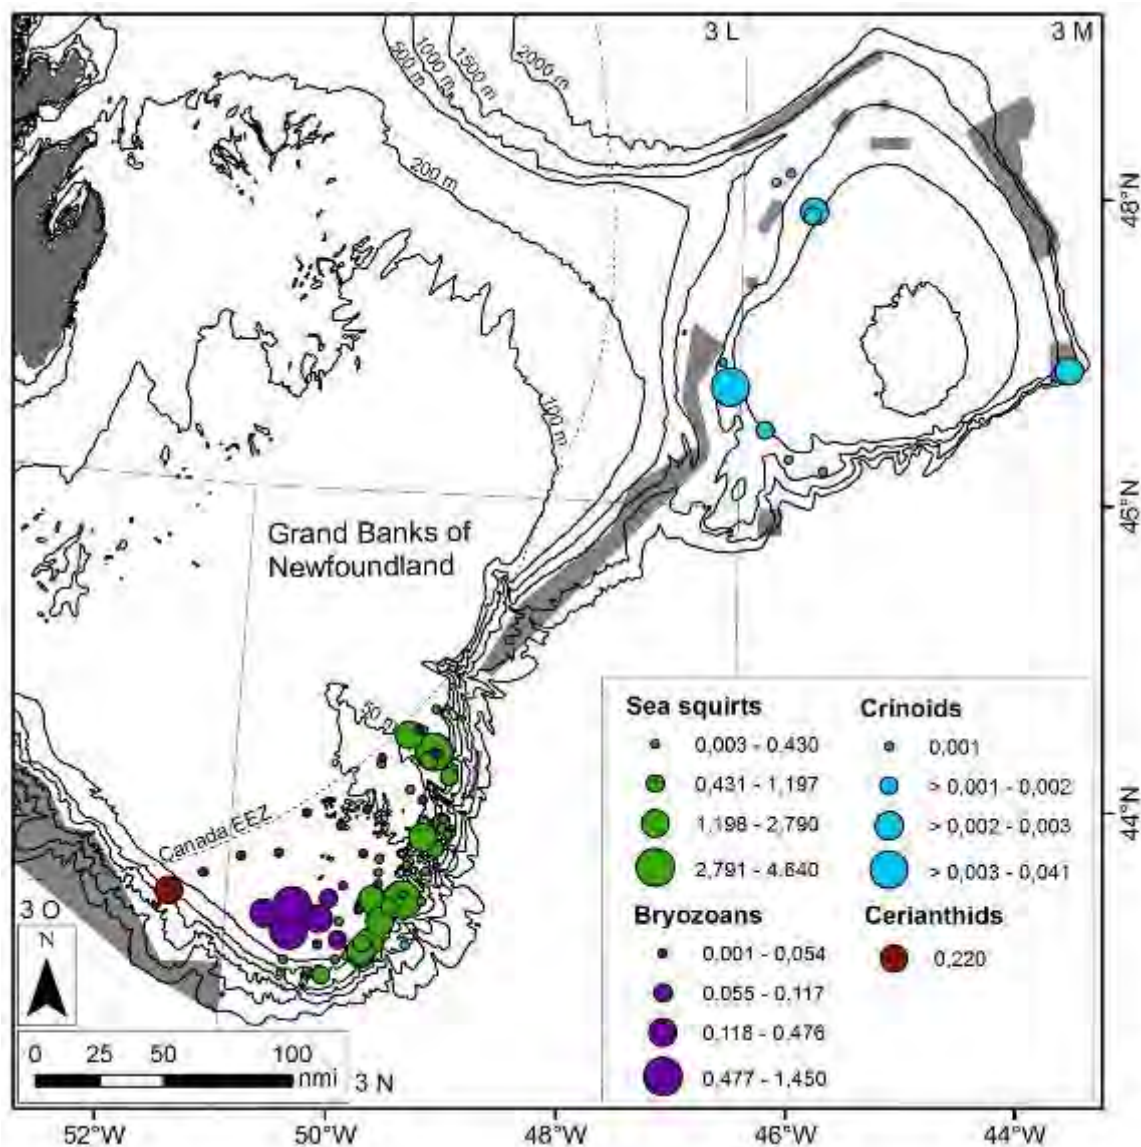 3 L
3 M
500 m
1000 m
1500 m
2000 m
200 m
48°N
100 m
46°N
Grand Banks of
Newfoundland
50 m
Canada EEZ
44°N
3 O
N
0 25 50 100
nmi
3 N
Sea squirts
0,003 - 0,430
0,431 - 1,197
1,198 - 2,790
2,791 - 4,640
Bryozoans
0,001 - 0,054
0,055 - 0,117
0,118 - 0,476
0,477 - 1,450
Crinoids
0,001
> 0,001 - 0,002
> 0,002 - 0,003
> 0,003 - 0,041
Cerianthids
0,220
52°W 50°W 48°W 46°W 44°W